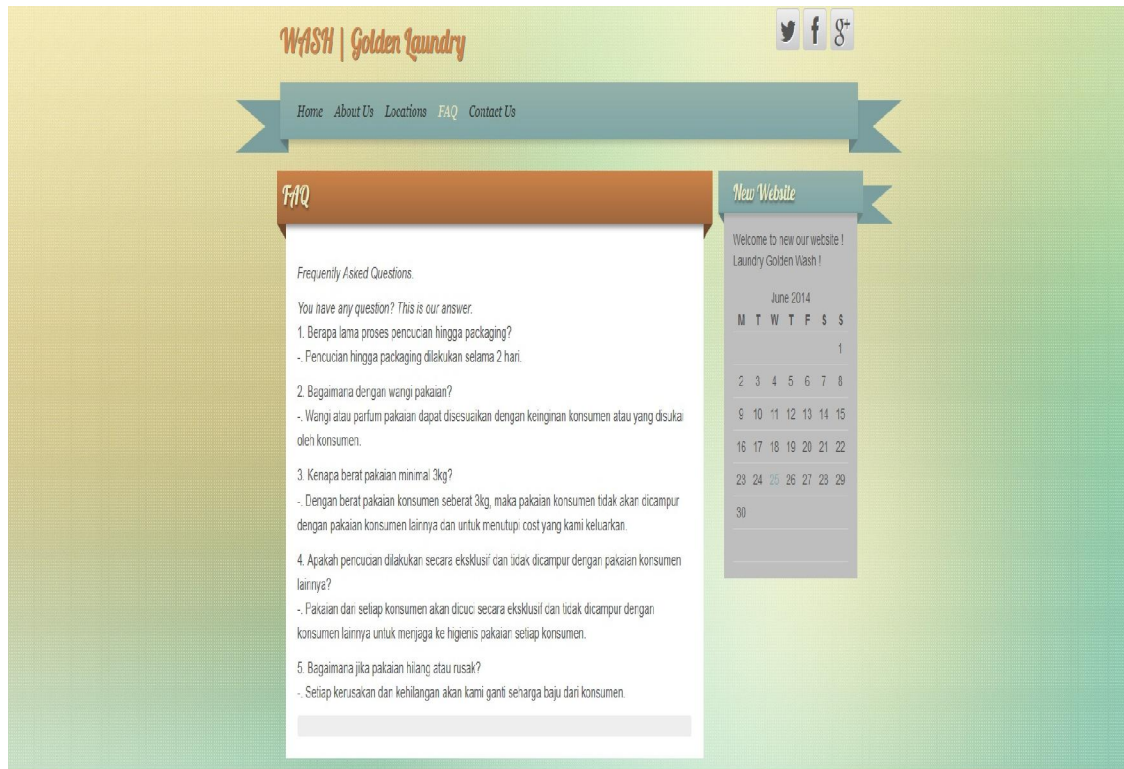 WASH | Golden Laundry
Home About Us Locations FAQ Contact Us
FAQ
Frequently Asked Questions.
You have any question? This is our answer.
1. Berapa lama proses pencucian hingga packaging?
-. Pencucian hingga packaging dilakukan selama 2 hari.
2. Bagaimana dengan wangi pakaian?
-. Wangi atau parfum pakaian dapat disesuaikan dengan keinginan konsumen atau yang disukai
oleh konsumen.
3. Kenapa berat pakaian minimal 3kg?
-. Dengan berat pakaian konsumen seberat 3kg, maka pakaian konsumen tidak akan dicampur
dengan pakaian konsumen lainnya dan untuk menutupi cost yang kami keluarkan.
4. Apakah pencucian dilakukan secara eksklusif dan tidak dicampur dengan pakaian konsumen
lainnya?
-. Pakaian dari setiap konsumen akan dicuci secara eksklusif dan tidak dicampur dengan
konsumen lainnya untuk menjaga ke higienis pakaian setiap konsumen.
5. Bagaimana jika pakaian hilang atau rusak?
-. Setiap kerusakan dan kehilangan akan kami ganti seharga baju dari konsumen.
New Website
Welcome to new our website !
Laundry Golden Wash !
June 2014
M T W T F S S
1
2 3 4 5 6 7 8
9 10 11 12 13 14 15
16 17 18 19 20 21 22
23 24 25 26 27 28 29
30